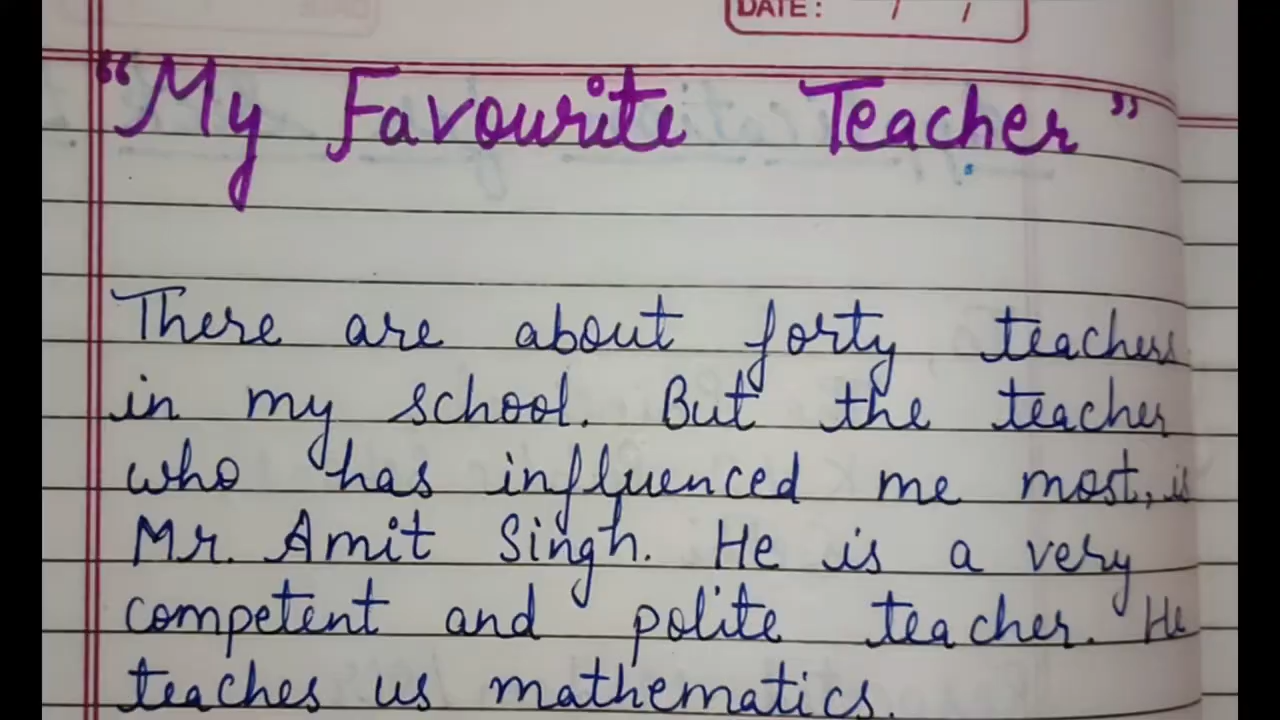 DATE: / /
"My Favourite Teacher"
There are about forty teachers
in my school. But the teacher
who has influenced me most, is
Mr. Amit Singh. He is a very
competent and polite teacher. He
teaches us mathematics.